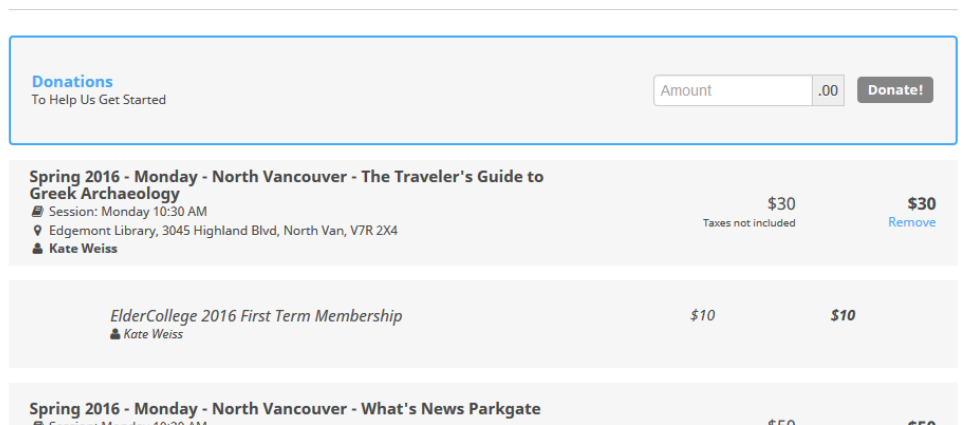 Donations
To Help Us Get Started
Amount .00 Donate!
Spring 2016 - Monday - North Vancouver - The Traveler's Guide to
Greek Archaeology
Session: Monday 10:30 AM
Edgemont Library, 3045 Highland Blvd, North Van, V7R 2X4
Kate Weiss
$30 $30
Taxes not included Remove
ElderCollege 2016 First Term Membership $10 $10
Kate Weiss
Spring 2016 - Monday - North Vancouver - What's News Parkgate
$50 $50